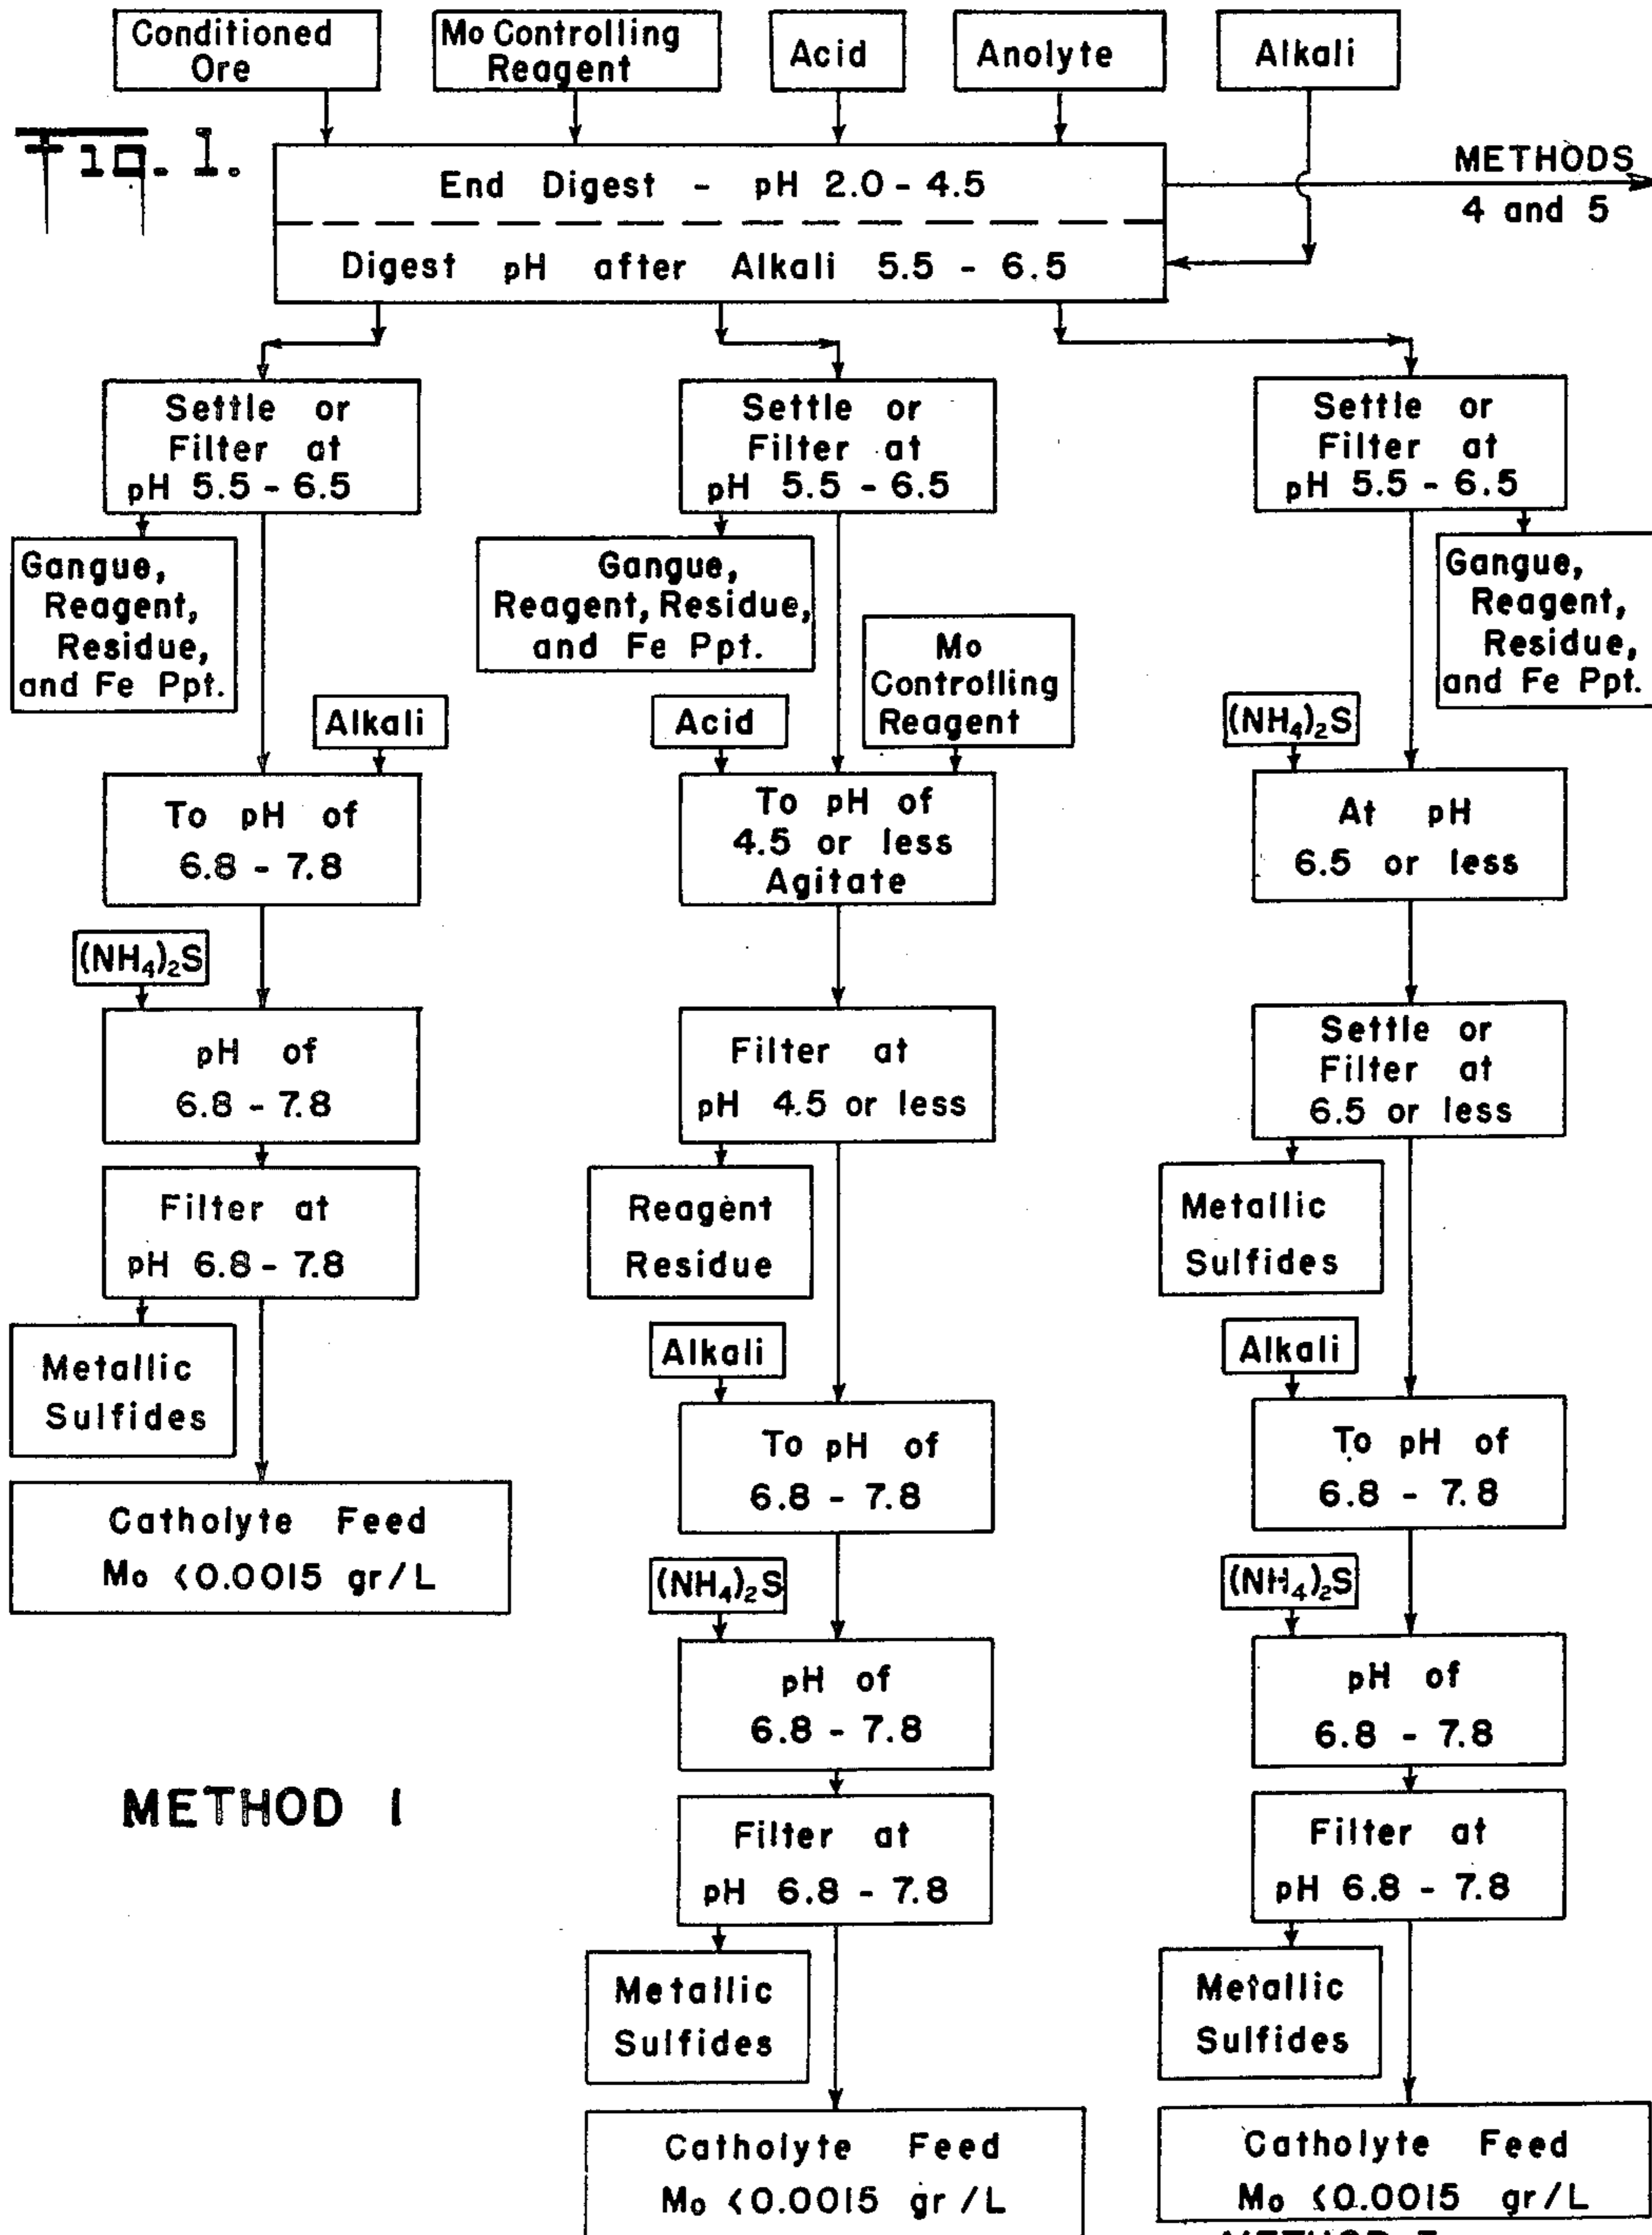 Conditioned
Ore
Mo Controlling
Reagent
Acid
Anolyte
Alkali
Fig. 1.
End Digest - pH 2.0 - 4.5
Digest pH after Alkali 5.5 - 6.5
METHODS
4 and 5
Settle or
Filter at
pH 5.5 - 6.5
Gangue,
Reagent,
Residue,
and Fe Ppt.
Alkali
To pH of
6.8 - 7.8
(NH₄)₂S
pH of
6.8 - 7.8
Filter at
pH 6.8 - 7.8
Metallic
Sulfides
Catholyte Feed
Mo <0.0015 gr/L
METHOD 1
Settle or
Filter at
pH 5.5 - 6.5
Gangue,
Reagent, Residue,
and Fe Ppt.
Acid
Mo
Controlling
Reagent
To pH of
4.5 or less
Agitate
Filter at
pH 4.5 or less
Reagent
Residue
Alkali
To pH of
6.8 - 7.8
(NH₄)₂S
pH of
6.8 - 7.8
Filter at
pH 6.8 - 7.8
Metallic
Sulfides
Catholyte Feed
Mo <0.0015 gr/L
Settle or
Filter at
pH 5.5 - 6.5
Gangue,
Reagent,
Residue,
and Fe Ppt.
(NH₄)₂S
At pH
6.5 or less
Settle or
Filter at
6.5 or less
Metallic
Sulfides
Alkali
To pH of
6.8 - 7.8
(NH₄)₂S
pH of
6.8 - 7.8
Filter at
pH 6.8 - 7.8
Metallic
Sulfides
Catholyte Feed
Mo <0.0015 gr/L